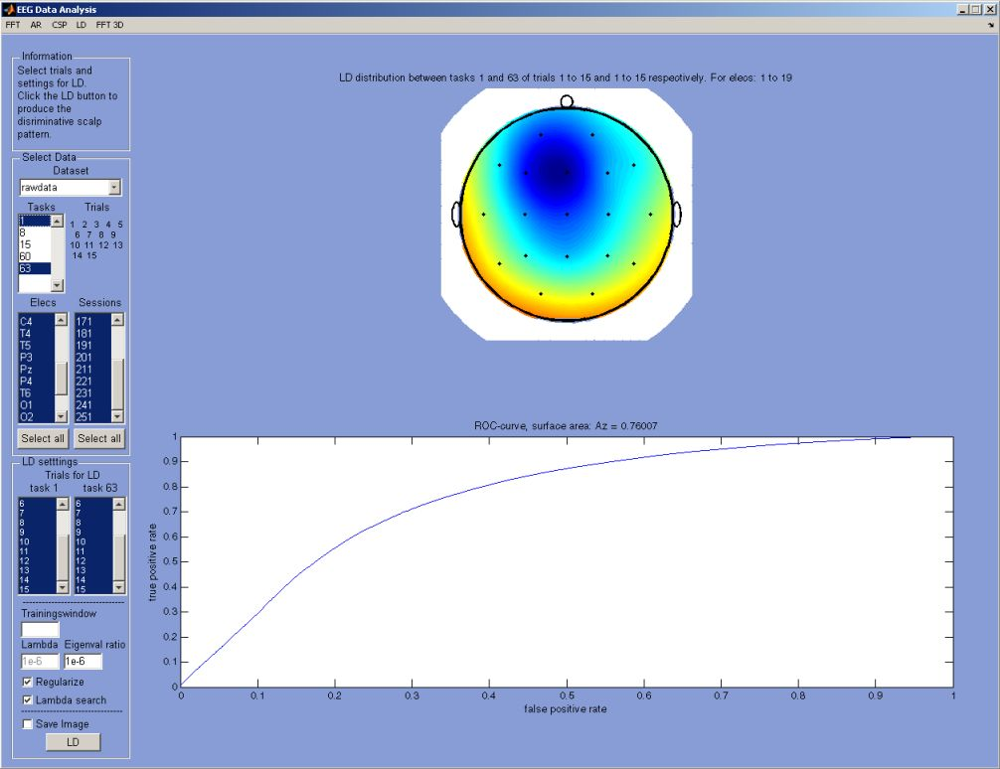 EEG Data Analysis
FFT AR CSP LD FFT 3D
Information
Select trials and
settings for LD.
Click the LD button to
produce the
disriminative scalp
pattern.
Select Data
Dataset
rawdata
Tasks Trials
1
8
15
60
63
1 2 3 4 5
6 7 8 9
10 11 12 13
14 15
Elecs Sessions
C4 171
T4 181
T5 191
P3 201
Pz 211
P4 221
T6 231
O1 241
O2 251
Select all Select all
LD setttings
Trials for LD
task 1 task 63
6 6
7 7
8 8
9 9
10 10
11 11
12 12
13 13
14 14
15 15
Trainingswindow
Lambda Eigenval ratio
1e-6 1e-6
Regularize
Lambda search
Save Image
LD
LD distribution between tasks 1 and 63 of trials 1 to 15 and 1 to 15 respectively. For elecs: 1 to 19
ROC-curve, surface area: Az = 0.76007
1
0.9
0.8
0.7
0.6
0.5
0.4
0.3
0.2
0.1
0
true positive rate
0 0.1 0.2 0.3 0.4 0.5 0.6 0.7 0.8 0.9 1
false positive rate